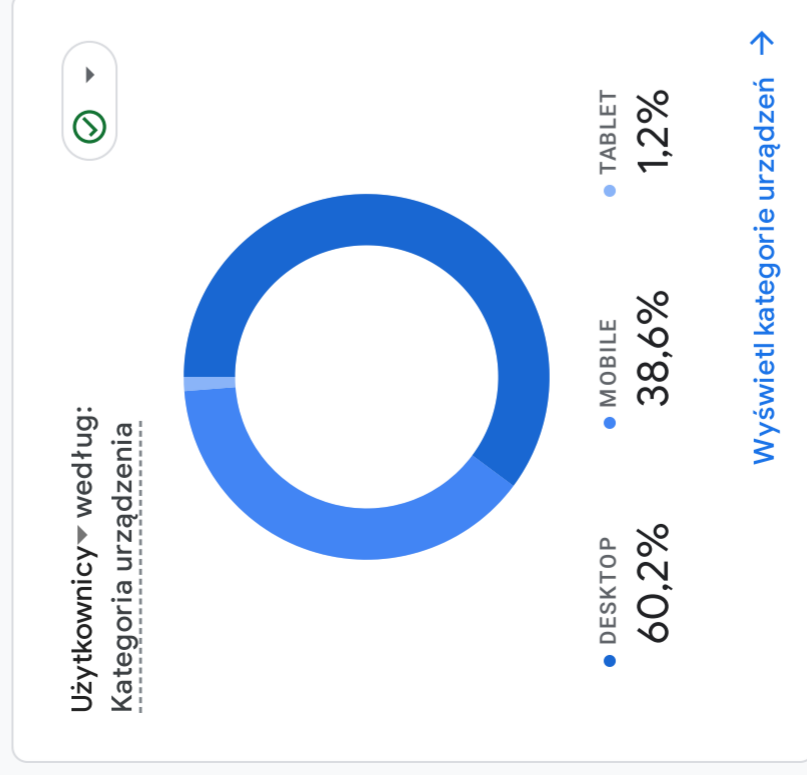 Użytkownicy według:
Kategoria urządzenia
DESKTOP
60,2%
MOBILE
38,6%
TABLET
1,2%
Wyświetl kategorie urządzeń →